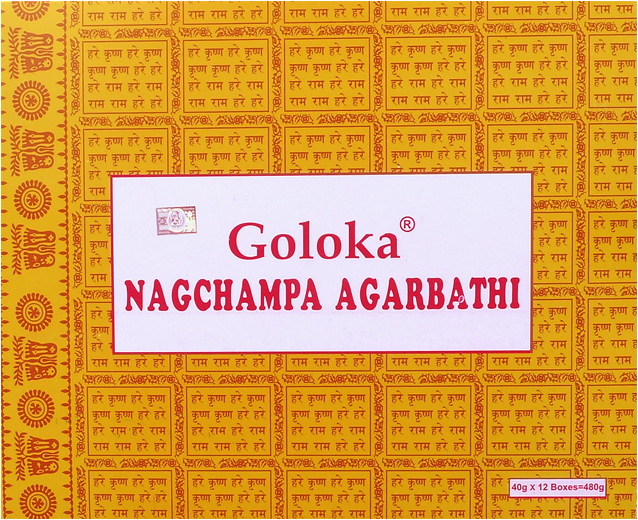 हरे कृष्ण हरे कृष्ण
कृष्ण कृष्ण हरे हरे
हरे राम हरे राम
राम राम हरे हरे
Goloka®
NAGCHAMPA AGARBATHI
40g X 12 Boxes=480g